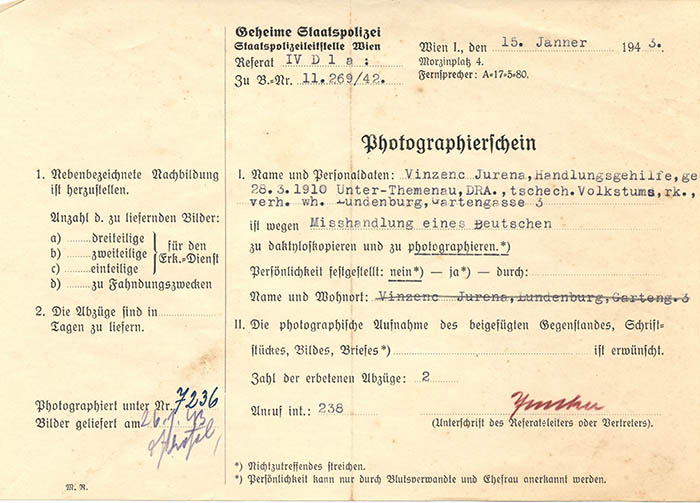 Geheime Staatspolizei
Staatspolizeileitstelle Wien
Referat IV D 1 a :
Zu B.-Nr. 11.269/42.
Wien I., den 15. Jänner 1943.
Morzinplatz 4.
Fernsprecher: A=17=5=80.
Photographierschein
1. Nebenbezeichnete Nachbildung
ist herzustellen.
Anzahl d. zu liefernden Bilder:
a) ........dreiteilige
b) ........zweiteilige
c) ........einteilige
für den
Erk.=Dienst
d) ........zu Fahndungszwecken
2. Die Abzüge sind in
Tagen zu liefern.
Photographiert unter Nr. 7236
Bilder geliefert am 26.1.43
M. R.
I. Name und Personaldaten: Vinzenc Jurena,Handlungsgehilfe,ge
28.3.1910 Unter-Themenau,DRA.,tschech.Volkstums,rk.,
verh. wh. Lundenburg,Gartengasse 3
ist wegen Misshandlung eines Deutschen
zu daktyloskopieren und zu photographieren.*)
Persönlichkeit festgestellt: nein*) — ja*) — durch:
Name und Wohnort: Vinzenc Jurena,Lundenburg,Garteng.3
II. Die photographische Aufnahme des beigefügten Gegenstandes, Schrift=
stückes, Bildes, Briefes*) ist erwünscht.
Zahl der erbetenen Abzüge: 2
Anruf int.: 238
(Unterschrift des Referatsleiters oder Vertreters).
*) Nichtzutreffendes streichen.
*) Persönlichkeit kann nur durch Blutsverwandte und Ehefrau anerkannt werden.